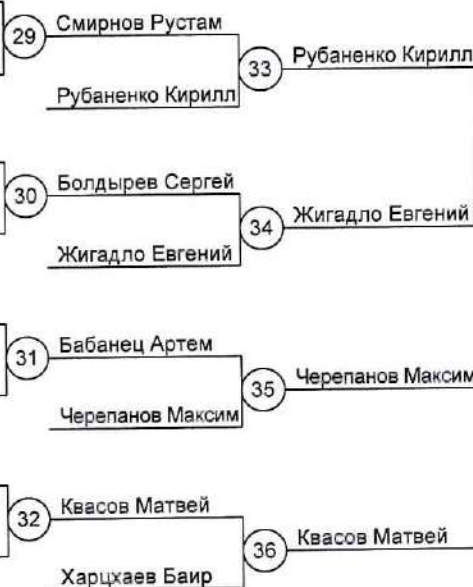 29 Смирнов Рустам
33 Рубаненко Кирилл
Рубаненко Кирилл
30 Болдырев Сергей
34 Жигадло Евгений
Жигадло Евгений
31 Бабанец Артем
35 Черепанов Максим
Черепанов Максим
32 Квасов Матвей
36 Квасов Матвей
Харцхаев Баир